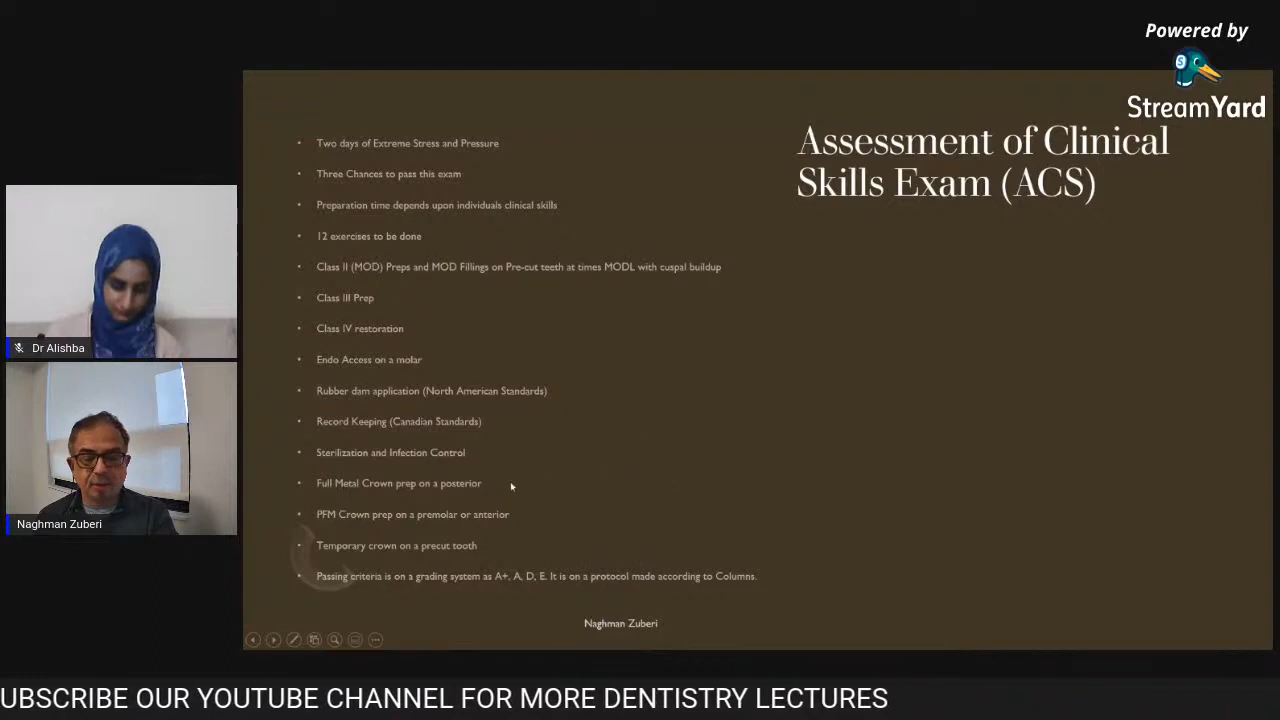 Powered by
StreamYard
Assessment of Clinical
Skills Exam (ACS)
• Two days of Extreme Stress and Pressure
• Three Chances to pass this exam
• Preparation time depends upon individuals clinical skills
• 12 exercises to be done
• Class II (MOD) Preps and MOD Fillings on Pre-cut teeth at times MODL with cuspal buildup
• Class III Prep
• Class IV restoration
• Endo Access on a molar
• Rubber dam application (North American Standards)
• Record Keeping (Canadian Standards)
• Sterilization and Infection Control
• Full Metal Crown prep on a posterior
• PFM Crown prep on a premolar or anterior
• Temporary crown on a precut tooth
• Passing criteria is on a grading system as A+, A, D, E. It is on a protocol made according to Columns.
Naghman Zuberi
Dr Alishba
Naghman Zuberi
UBSCRIBE OUR YOUTUBE CHANNEL FOR MORE DENTISTRY LECTURES